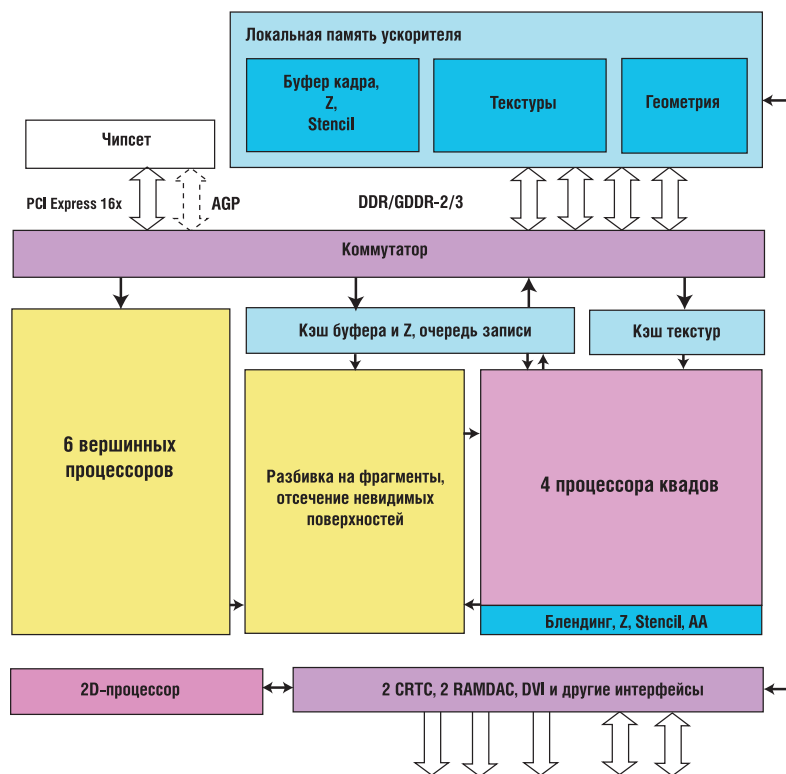 Локальная память ускорителя
Буфер кадра,
Z,
Stencil
Текстуры
Геометрия
Чипсет
PCI Express 16x
AGP
DDR/GDDR-2/3
Коммутатор
Кэш буфера и Z, очередь записи
Кэш текстур
6 вершинных
процессоров
Разбивка на фрагменты,
отсечение невидимых
поверхностей
4 процессора квадов
Блендинг, Z, Stencil, AA
2D-процессор
2 CRTC, 2 RAMDAC, DVI и другие интерфейсы